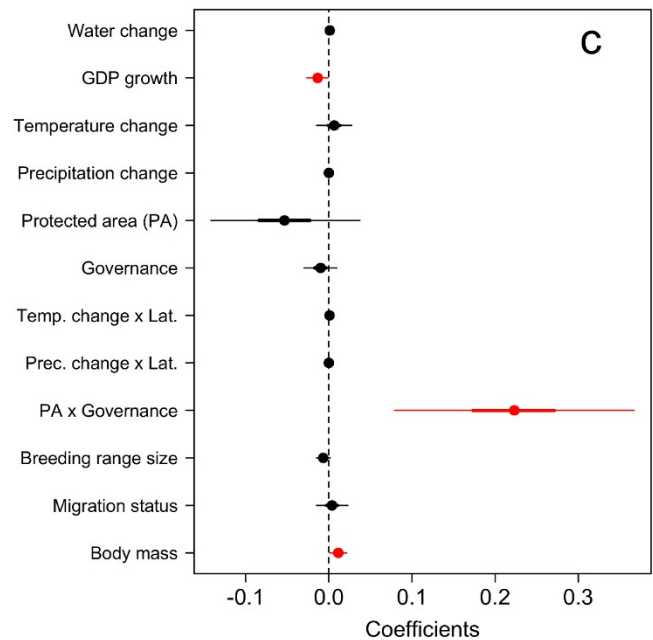 C
Water change
GDP growth
Temperature change
Precipitation change
Protected area (PA)
Governance
Temp. change x Lat.
Prec. change x Lat.
PA x Governance
Breeding range size
Migration status
Body mass
-0.1 0.0 0.1 0.2 0.3
Coefficients